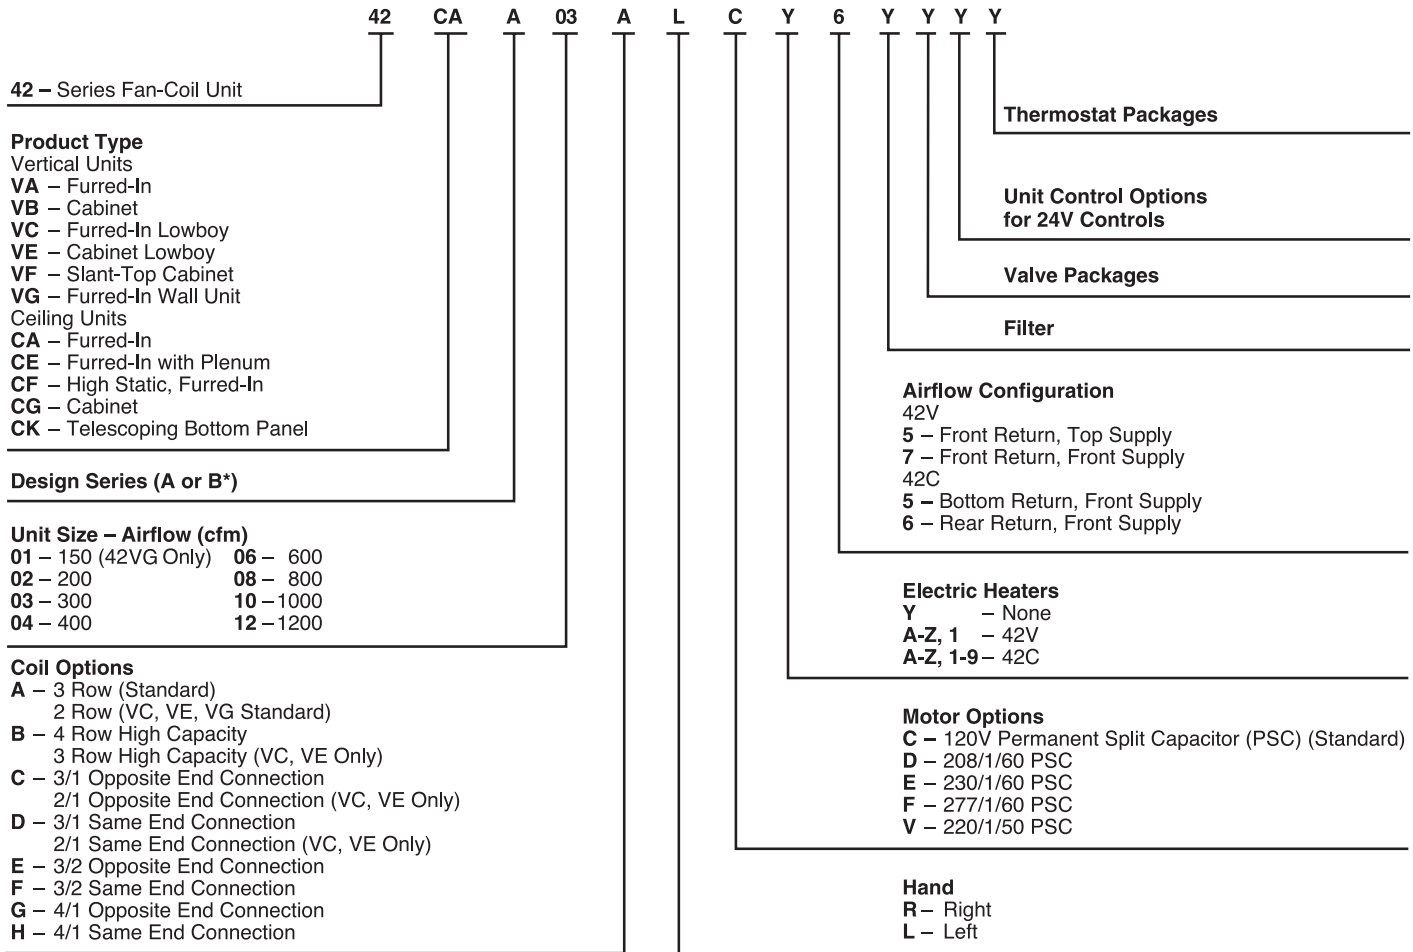 42 CA A 03 A L C Y 6 Y Y Y Y
42 – Series Fan-Coil Unit
Product Type
Vertical Units
VA – Furred-In
VB – Cabinet
VC – Furred-In Lowboy
VE – Cabinet Lowboy
VF – Slant-Top Cabinet
VG – Furred-In Wall Unit
Ceiling Units
CA – Furred-In
CE – Furred-In with Plenum
CF – High Static, Furred-In
CG – Cabinet
CK – Telescoping Bottom Panel
Design Series (A or B*)
Unit Size – Airflow (cfm)
01 – 150 (42VG Only) 06 – 600
02 – 200 08 – 800
03 – 300 10 – 1000
04 – 400 12 – 1200
Coil Options
A – 3 Row (Standard)
2 Row (VC, VE, VG Standard)
B – 4 Row High Capacity
3 Row High Capacity (VC, VE Only)
C – 3/1 Opposite End Connection
2/1 Opposite End Connection (VC, VE Only)
D – 3/1 Same End Connection
2/1 Same End Connection (VC, VE Only)
E – 3/2 Opposite End Connection
F – 3/2 Same End Connection
G – 4/1 Opposite End Connection
H – 4/1 Same End Connection
Thermostat Packages
Unit Control Options
for 24V Controls
Valve Packages
Filter
Airflow Configuration
42V
5 – Front Return, Top Supply
7 – Front Return, Front Supply
42C
5 – Bottom Return, Front Supply
6 – Rear Return, Front Supply
Electric Heaters
Y – None
A-Z, 1 – 42V
A-Z, 1-9 – 42C
Motor Options
C – 120V Permanent Split Capacitor (PSC) (Standard)
D – 208/1/60 PSC
E – 230/1/60 PSC
F – 277/1/60 PSC
V – 220/1/50 PSC
Hand
R – Right
L – Left